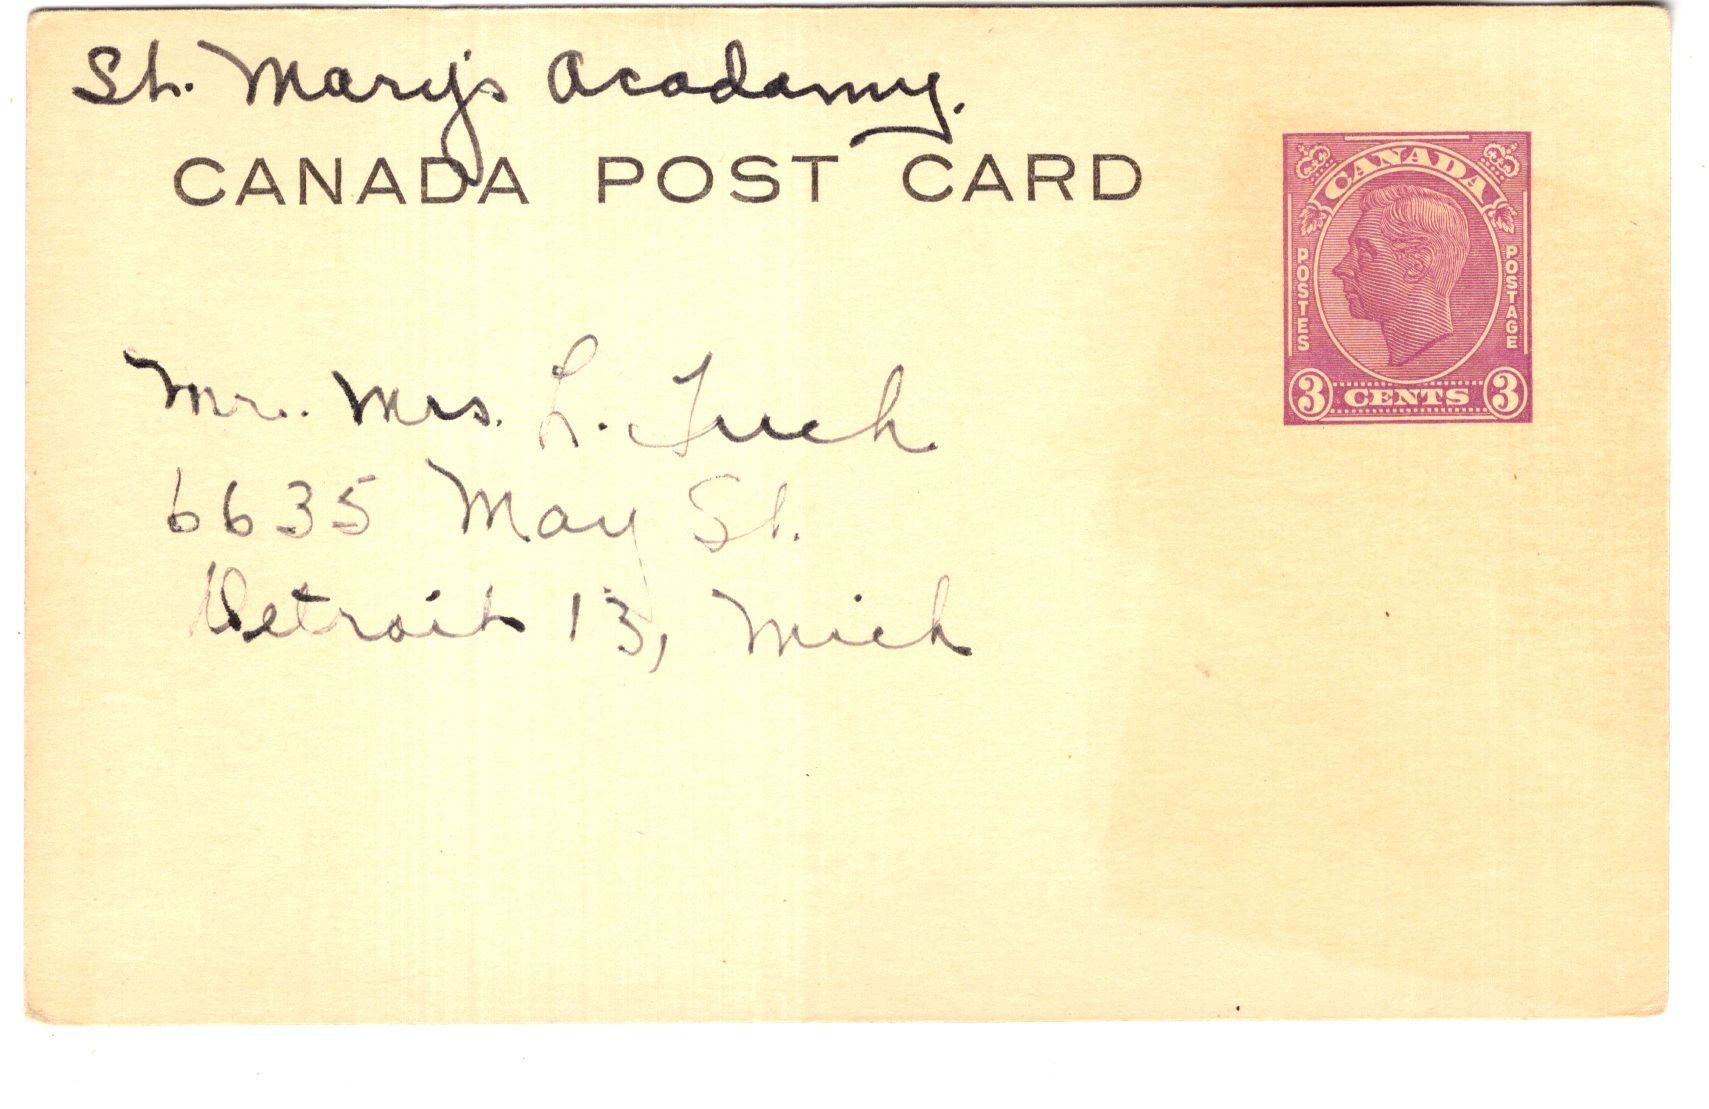 St. Mary's Acadamy.
CANADA POST CARD
CANADA
POSTES
POSTAGE
3 CENTS 3
Mr. Mrs. L. Tuch
6635 May St.
Detroit 13, Mich